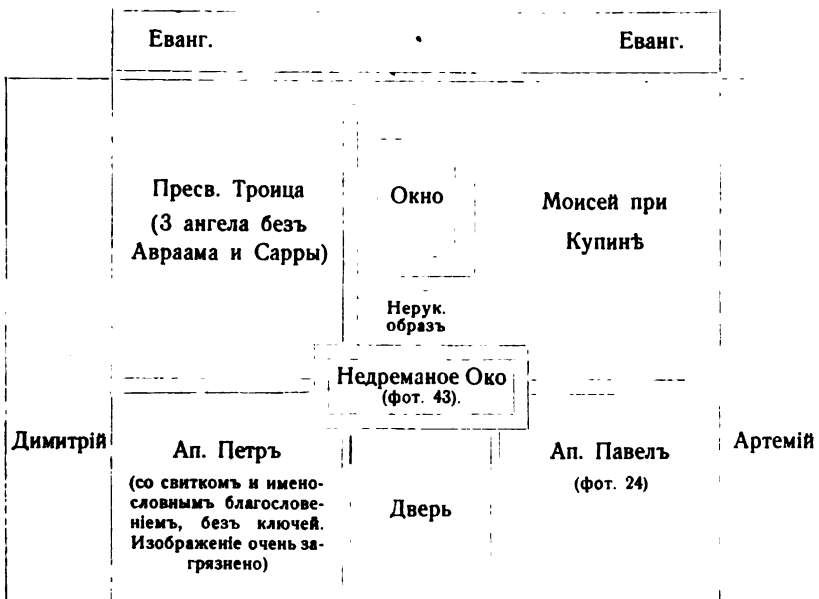 Еванг.
Еванг.
Пресв. Троица
(3 ангела безъ
Авраама и Сарры)
Окно
Моисей при
Купинѣ
Нерук.
образъ
Недреманое Око
(фот. 43).
Димитрій
Ап. Петръ
(со свиткомъ и имено-
словнымъ благослове-
ніемъ, безъ ключей.
Изображеніе очень за-
грязнено)
Дверь
Ап. Павелъ
(фот. 24)
Артемій